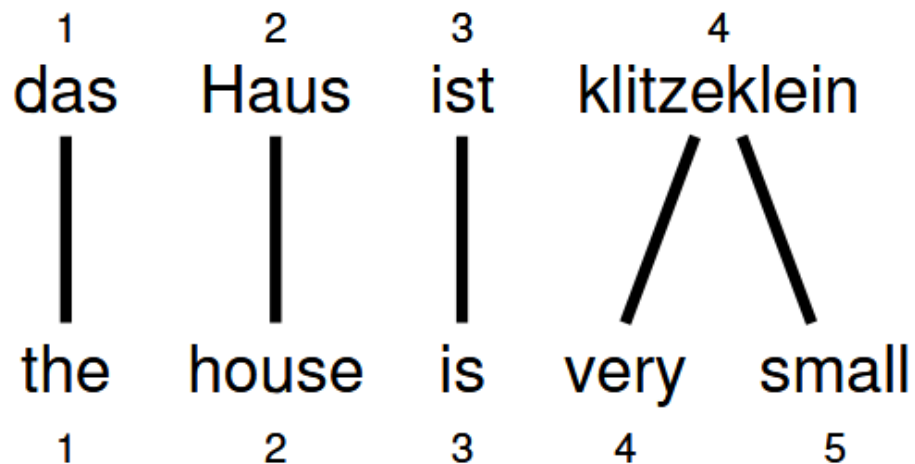 1 2 3 4
das Haus ist klitzeklein
the house is very small
1 2 3 4 5